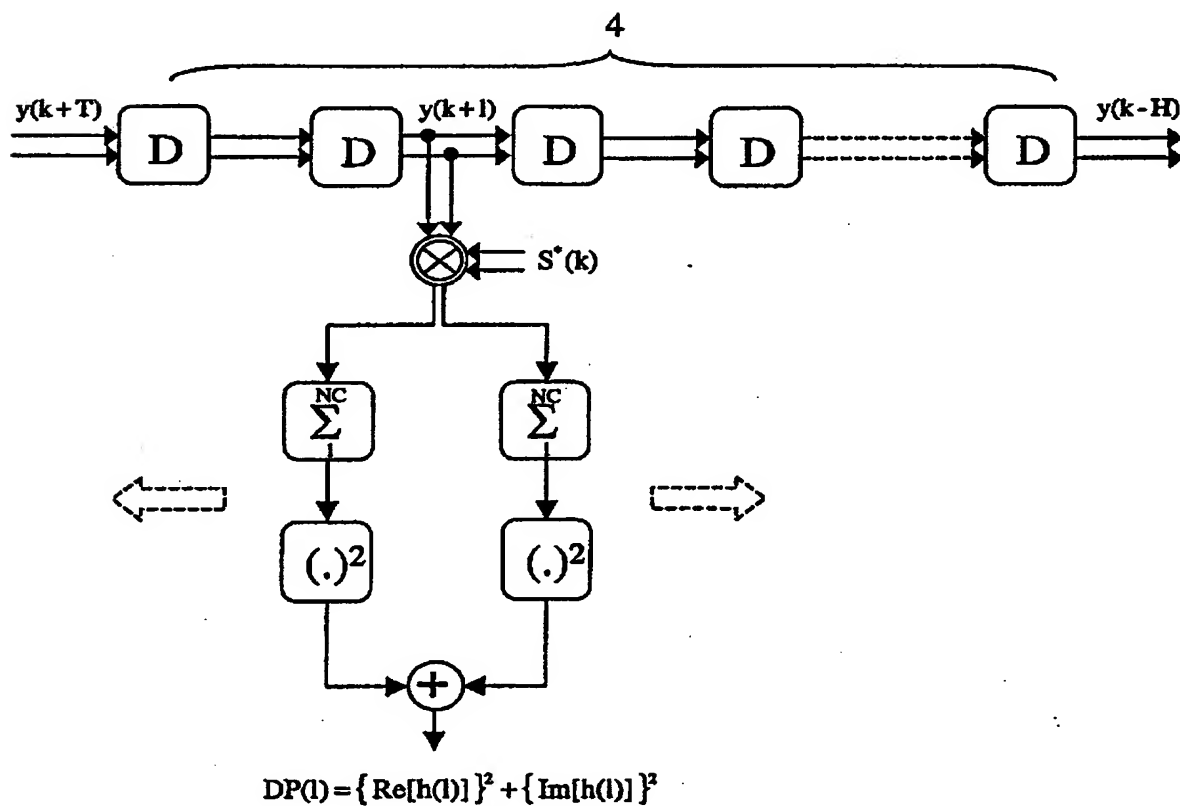 4
y(k+T) y(k+l) y(k-H)
D D D D D
S*(k)
NC NC
Σ Σ
(.)² (.)²
+
DP(l) = { Re[h(l)] }² + { Im[h(l)] }²